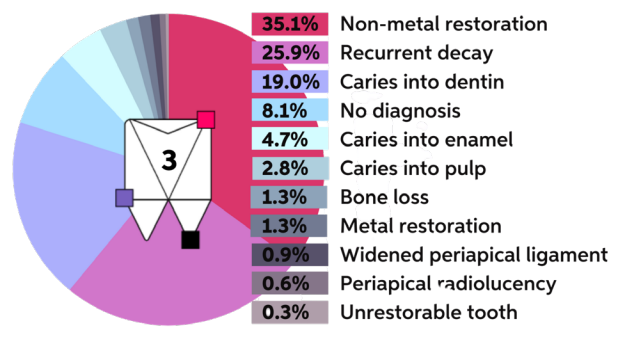 35.1% Non-metal restoration
25.9% Recurrent decay
19.0% Caries into dentin
8.1% No diagnosis
4.7% Caries into enamel
3
2.8% Caries into pulp
1.3% Bone loss
1.3% Metal restoration
0.9% Widened periapical ligament
0.6% Periapical radiolucency
0.3% Unrestorable tooth